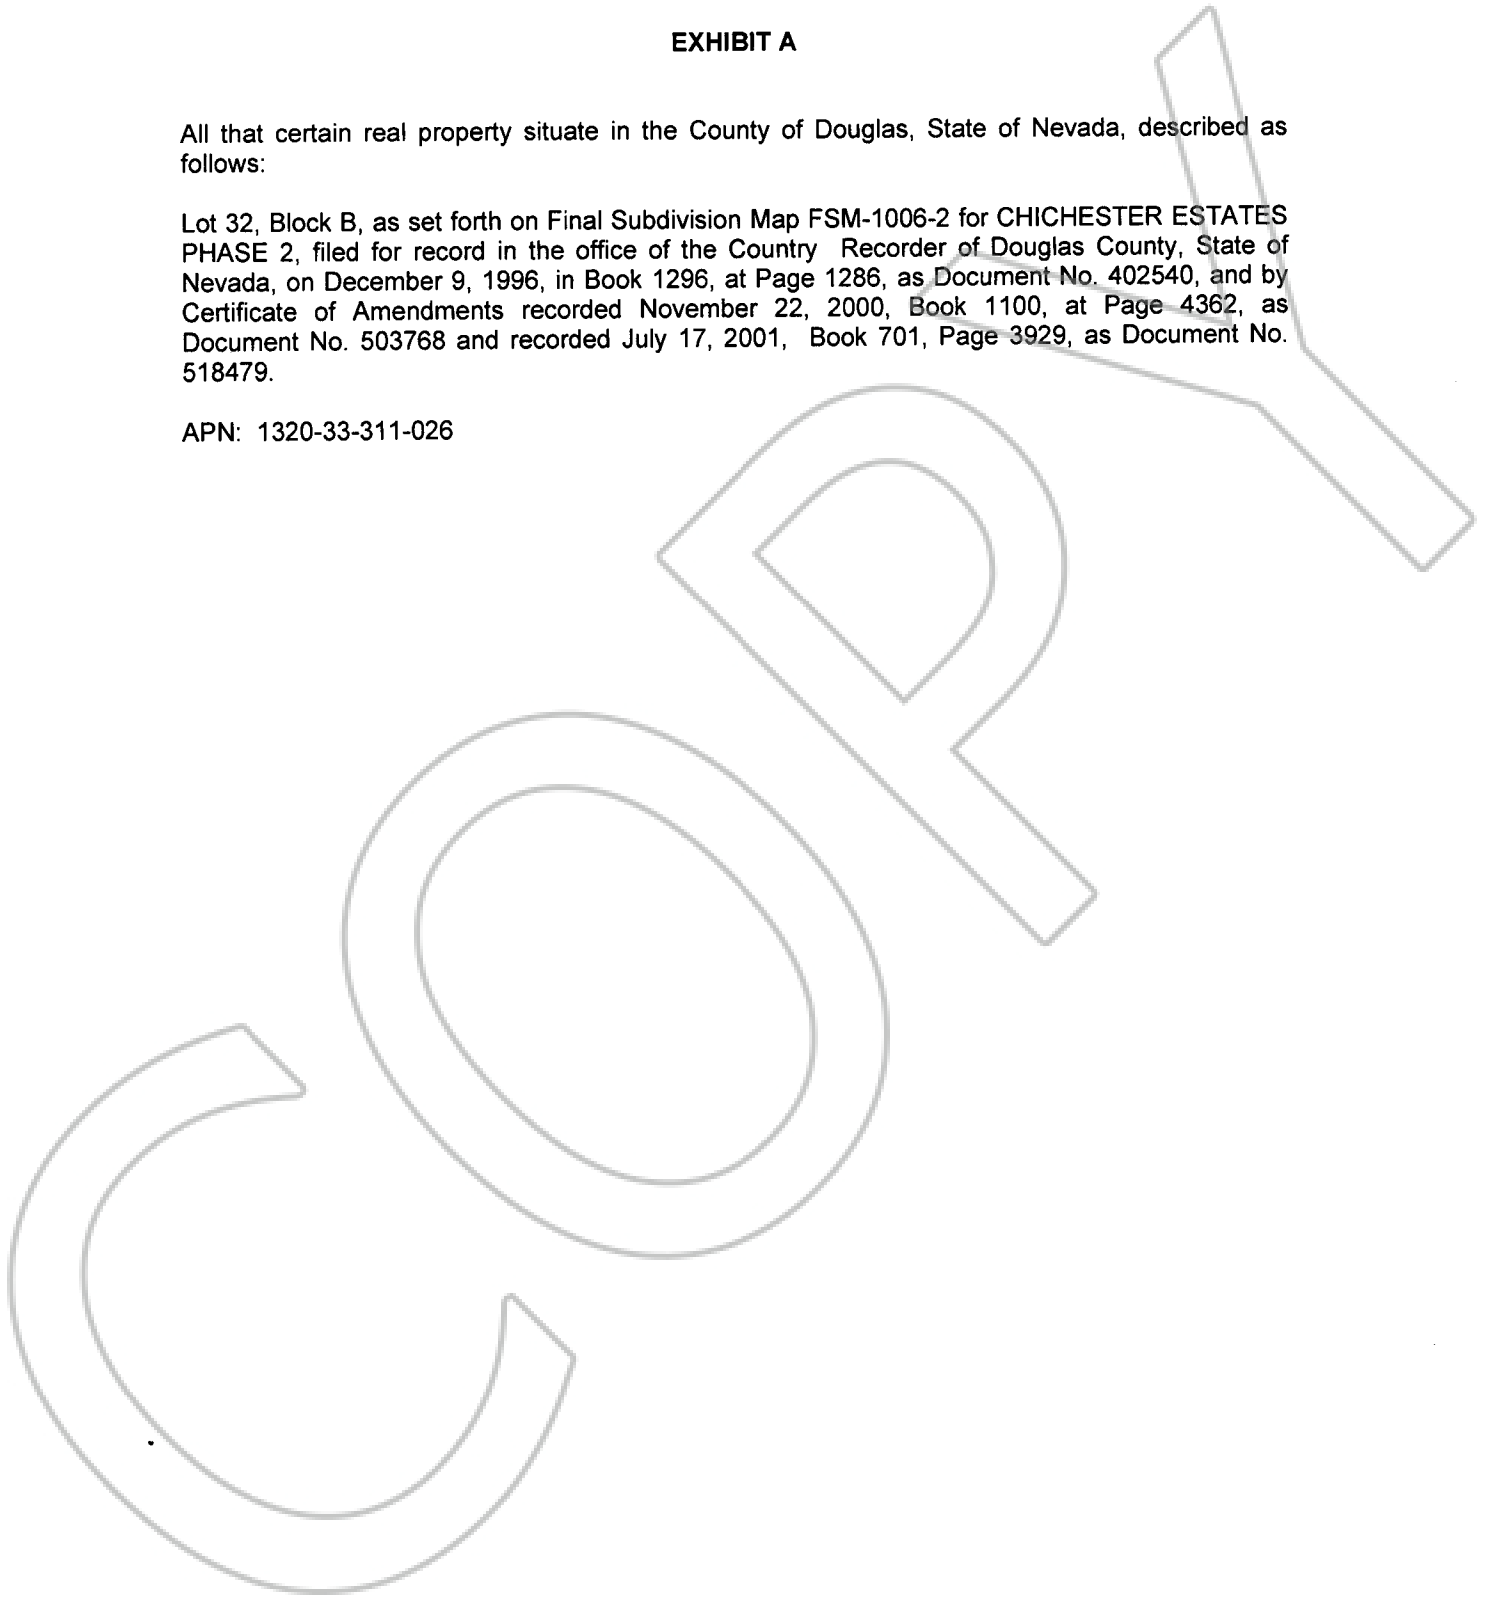 EXHIBIT A
All that certain real property situate in the County of Douglas, State of Nevada, described as
follows:
Lot 32, Block B, as set forth on Final Subdivision Map FSM-1006-2 for CHICHESTER ESTATES
PHASE 2, filed for record in the office of the Country Recorder of Douglas County, State of
Nevada, on December 9, 1996, in Book 1296, at Page 1286, as Document No. 402540, and by
Certificate of Amendments recorded November 22, 2000, Book 1100, at Page 4362, as
Document No. 503768 and recorded July 17, 2001, Book 701, Page 3929, as Document No.
518479.
APN: 1320-33-311-026
COPY